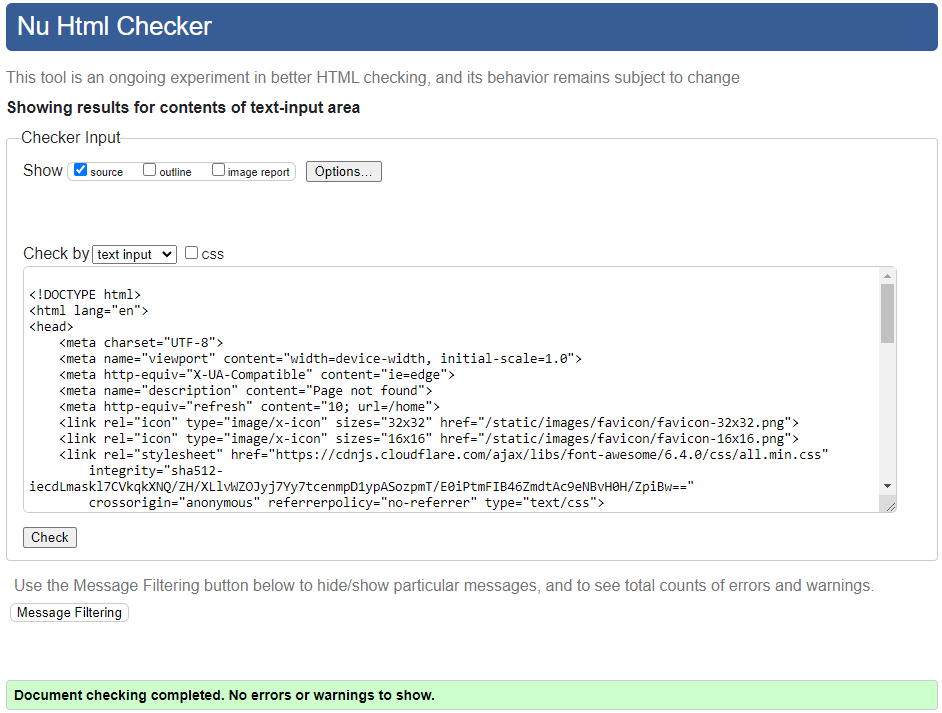 Nu Html Checker
This tool is an ongoing experiment in better HTML checking, and its behavior remains subject to change
Showing results for contents of text-input area
Checker Input
Show source outline image report Options...
Check by text input css
<!DOCTYPE html>
<html lang="en">
<head>
<meta charset="UTF-8">
<meta name="viewport" content="width=device-width, initial-scale=1.0">
<meta http-equiv="X-UA-Compatible" content="ie=edge">
<meta name="description" content="Page not found">
<meta http-equiv="refresh" content="10; url=/home">
<link rel="icon" type="image/x-icon" sizes="32x32" href="/static/images/favicon/favicon-32x32.png">
<link rel="icon" type="image/x-icon" sizes="16x16" href="/static/images/favicon/favicon-16x16.png">
<link rel="stylesheet" href="https://cdnjs.cloudflare.com/ajax/libs/font-awesome/6.4.0/css/all.min.css"
integrity="sha512-
iecdLmaskl7CVkqkXNQ/ZH/XLlvWZOJyj7Yy7tcenmpD1ypASozpmT/E0iPtmFIB46ZmdtAc9eNBvH0H/ZpiBw=="
crossorigin="anonymous" referrerpolicy="no-referrer" type="text/css">
Check
Use the Message Filtering button below to hide/show particular messages, and to see total counts of errors and warnings.
Message Filtering
Document checking completed. No errors or warnings to show.